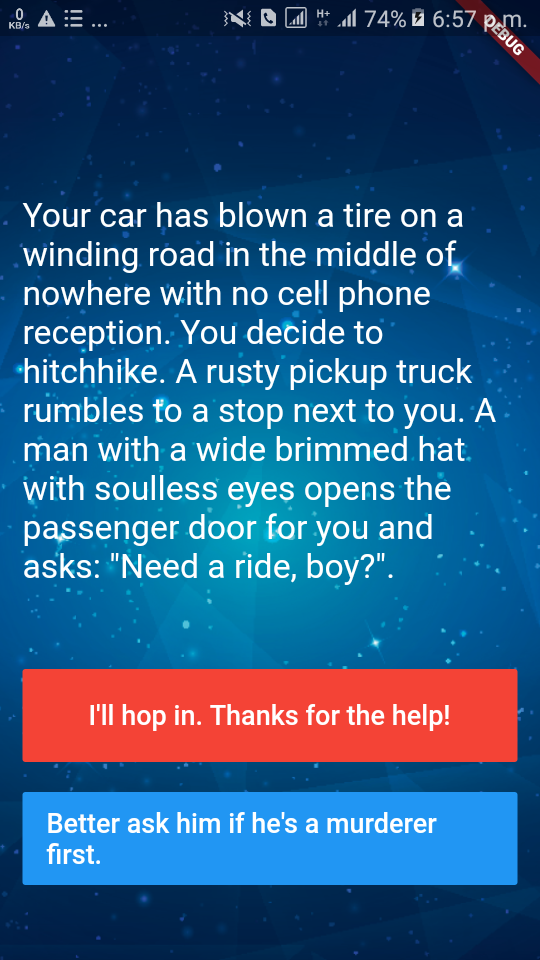 0
KB/s
...
H+
74%
6:57 p.m.
DEBUG
Your car has blown a tire on a
winding road in the middle of
nowhere with no cell phone
reception. You decide to
hitchhike. A rusty pickup truck
rumbles to a stop next to you. A
man with a wide brimmed hat
with soulless eyes opens the
passenger door for you and
asks: "Need a ride, boy?".
I'll hop in. Thanks for the help!
Better ask him if he's a murderer
first.